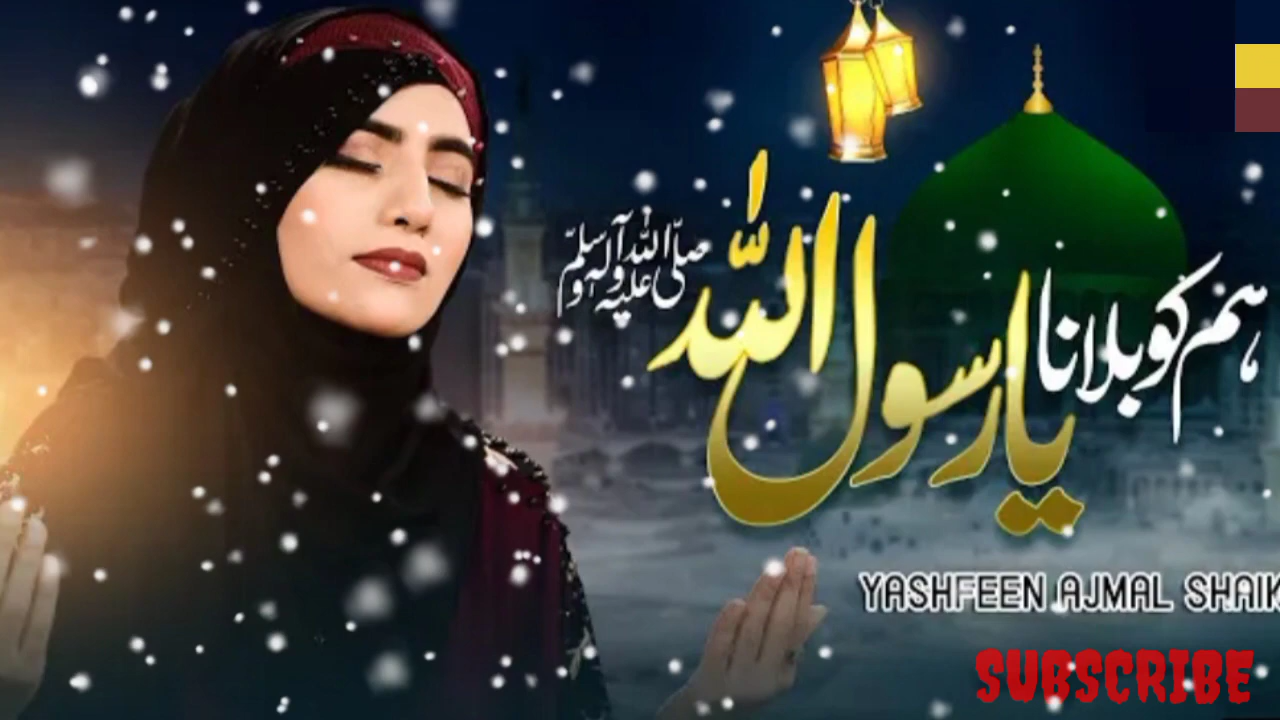 ہم کو بلانا
یا رسول اللہ
صلی اللہ علیہ وآلہ وسلم
YASHFEEN AJMAL SHAIK
SUBSCRIBE